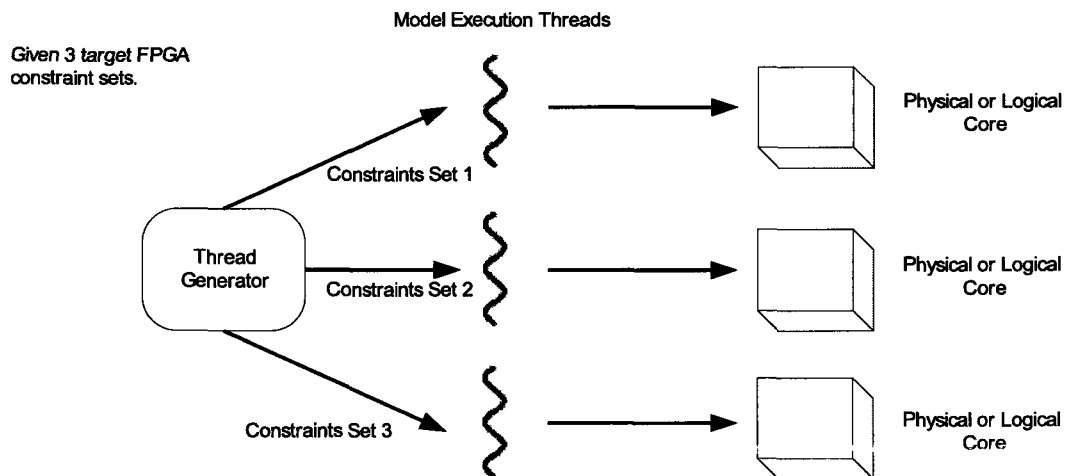 Model Execution Threads
Given 3 target FPGA
constraint sets.
Physical or Logical
Core
Constraints Set 1
Thread
Generator
Constraints Set 2
Physical or Logical
Core
Constraints Set 3
Physical or Logical
Core